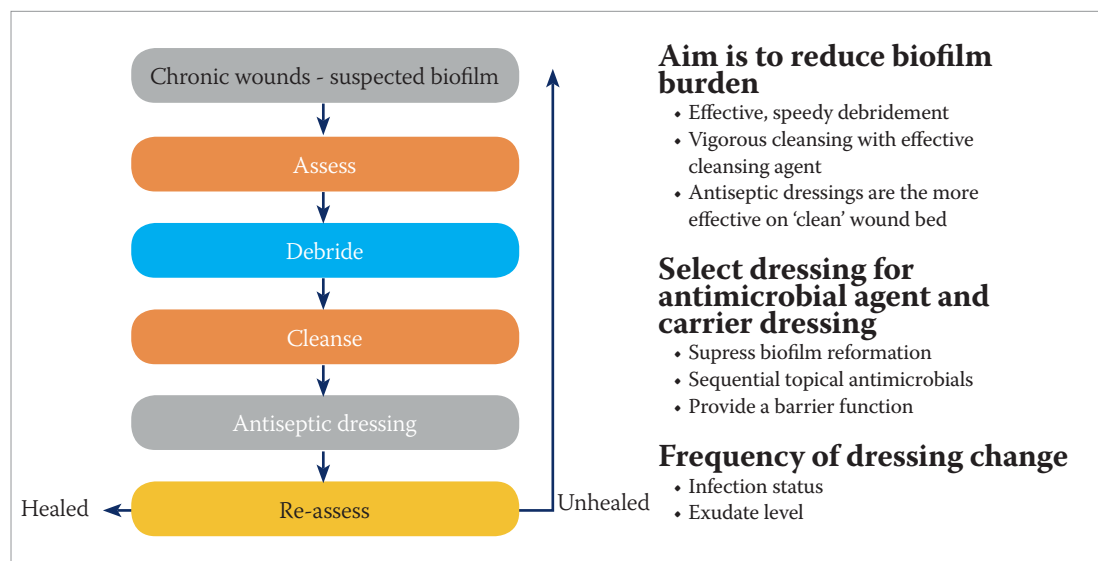 Chronic wounds - suspected biofilm
Assess
Debride
Cleanse
Antiseptic dressing
Re-assess
Healed
Unhealed
Aim is to reduce biofilm
burden
• Effective, speedy debridement
• Vigorous cleansing with effective
cleansing agent
• Antiseptic dressings are the more
effective on ‘clean’ wound bed
Select dressing for
antimicrobial agent and
carrier dressing
• Supress biofilm reformation
• Sequential topical antimicrobials
• Provide a barrier function
Frequency of dressing change
• Infection status
• Exudate level